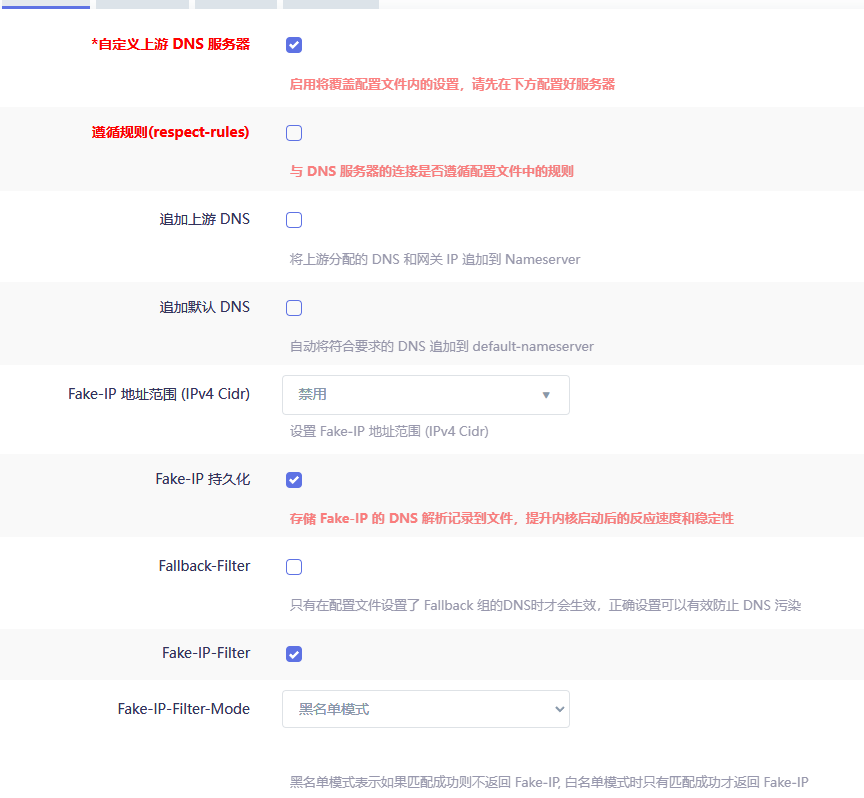 *自定义上游 DNS 服务器
启用将覆盖配置文件内的设置，请先在下方配置好服务器
遵循规则(respect-rules)
与 DNS 服务器的连接是否遵循配置文件中的规则
追加上游 DNS
将上游分配的 DNS 和网关 IP 追加到 Nameserver
追加默认 DNS
自动将符合要求的 DNS 追加到 default-nameserver
Fake-IP 地址范围 (IPv4 Cidr)
禁用
设置 Fake-IP 地址范围 (IPv4 Cidr)
Fake-IP 持久化
存储 Fake-IP 的 DNS 解析记录到文件，提升内核启动后的反应速度和稳定性
Fallback-Filter
只有在配置文件设置了 Fallback 组的DNS时才会生效，正确设置可以有效防止 DNS 污染
Fake-IP-Filter
Fake-IP-Filter-Mode
黑名单模式
黑名单模式表示如果匹配成功则不返回 Fake-IP, 白名单模式时只有匹配成功才返回 Fake-IP